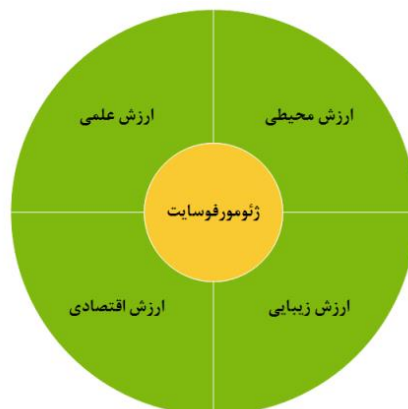 ارزش محیطی
ارزش علمی
ژئومورفوسایت
ارزش زیبایی
ارزش اقتصادی